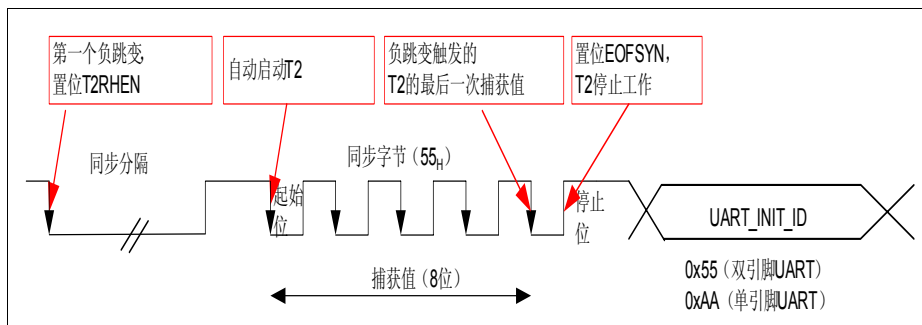 第一个负跳变,
置位T2RHEN
自动启动T2
负跳变触发的
T2的最后一次捕获值
置位EOFSYN,
T2停止工作
同步分隔
同步字节 (55H)
起始
位
停止
位
UART_INIT_ID
捕获值 (8位)
0x55 (双引脚UART)
0xAA (单引脚UART)